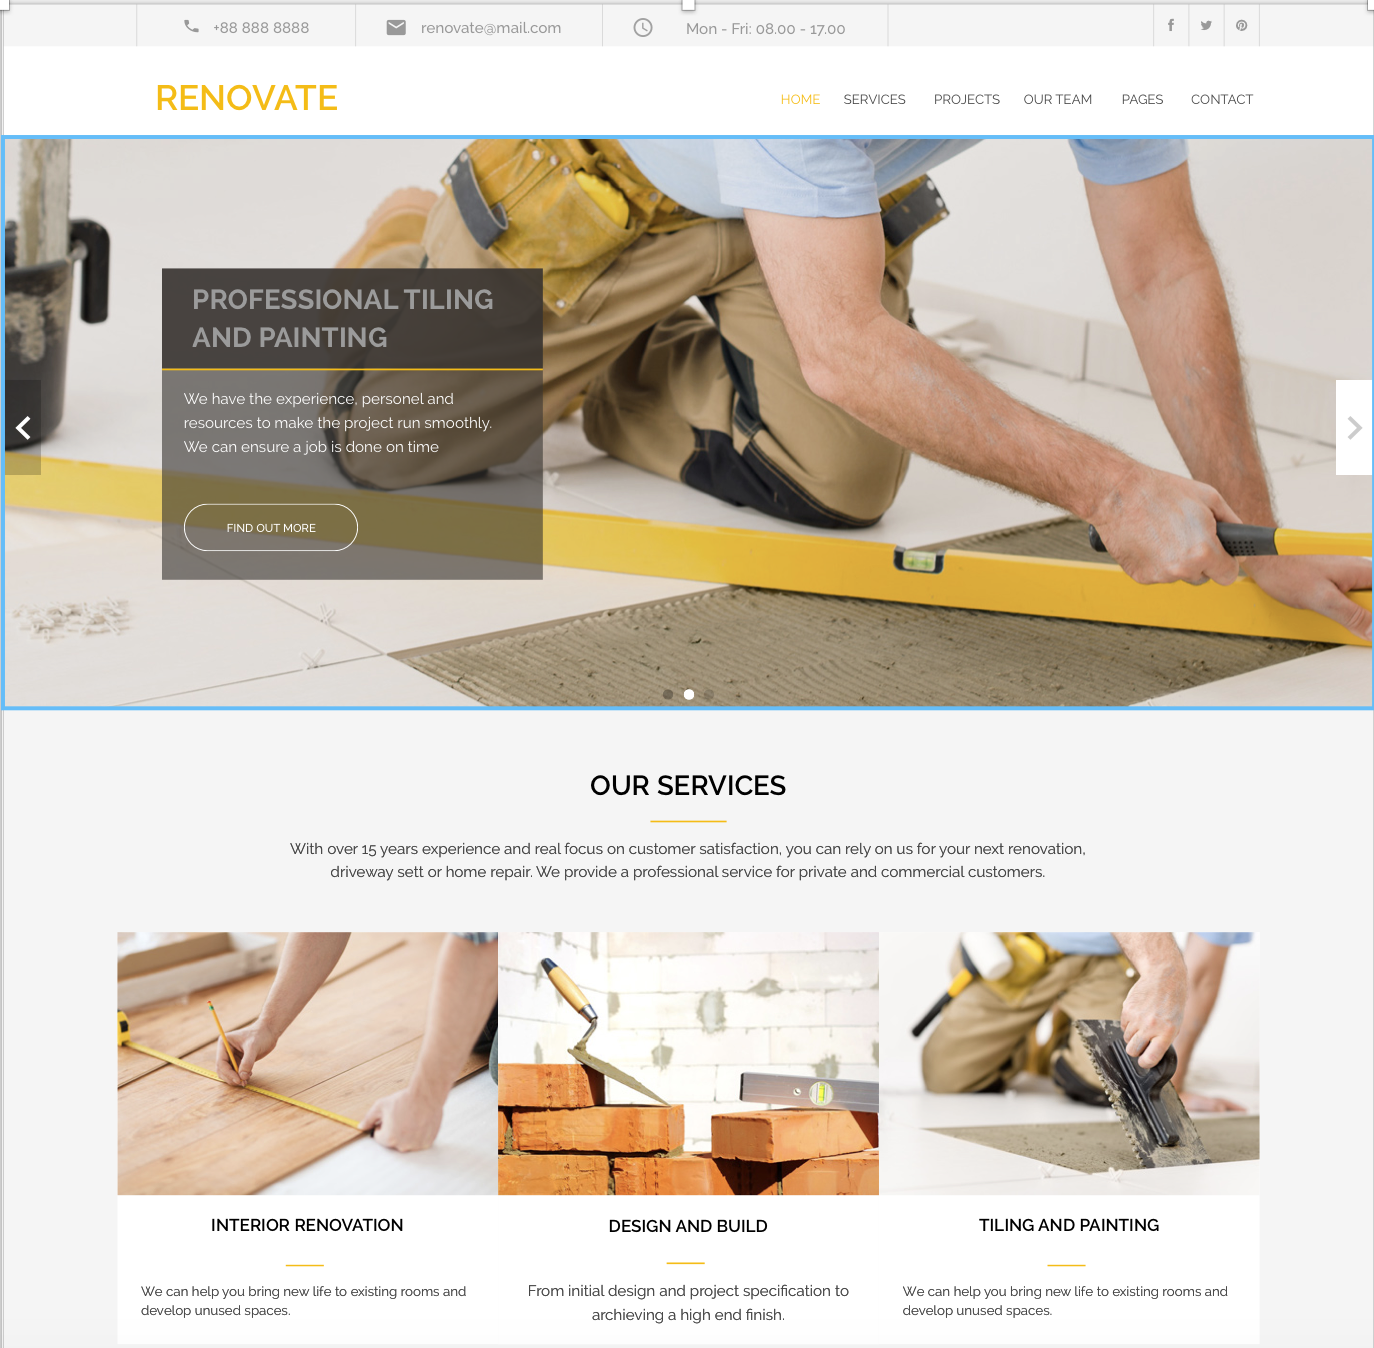 +88 888 8888
renovate@mail.com
Mon - Fri: 08.00 - 17.00
RENOVATE
HOME SERVICES PROJECTS OUR TEAM PAGES CONTACT
PROFESSIONAL TILING
AND PAINTING
We have the experience, personel and
resources to make the project run smoothly.
We can ensure a job is done on time
FIND OUT MORE
OUR SERVICES
With over 15 years experience and real focus on customer satisfaction, you can rely on us for your next renovation,
driveway sett or home repair. We provide a professional service for private and commercial customers.
INTERIOR RENOVATION
We can help you bring new life to existing rooms and
develop unused spaces.
DESIGN AND BUILD
From initial design and project specification to
archieving a high end finish.
TILING AND PAINTING
We can help you bring new life to existing rooms and
develop unused spaces.